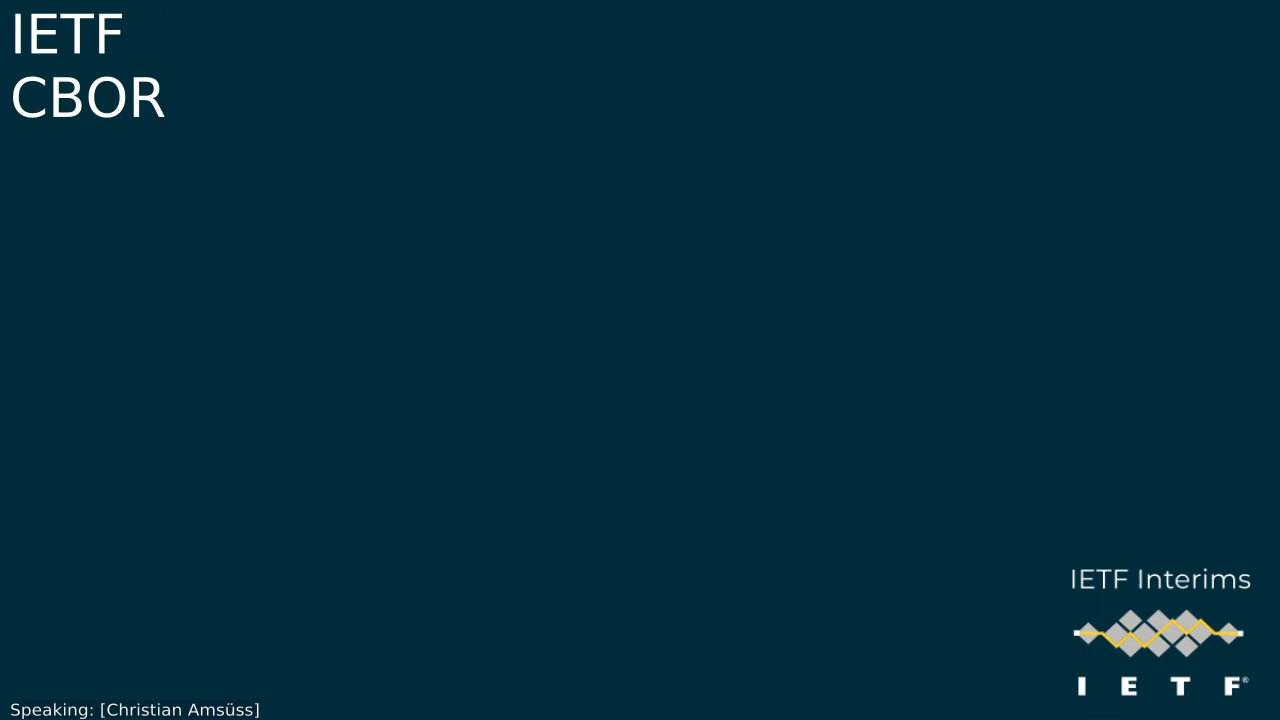 IETF
CBOR
IETF Interims
I E T F®
Speaking: [Christian Amsüss]